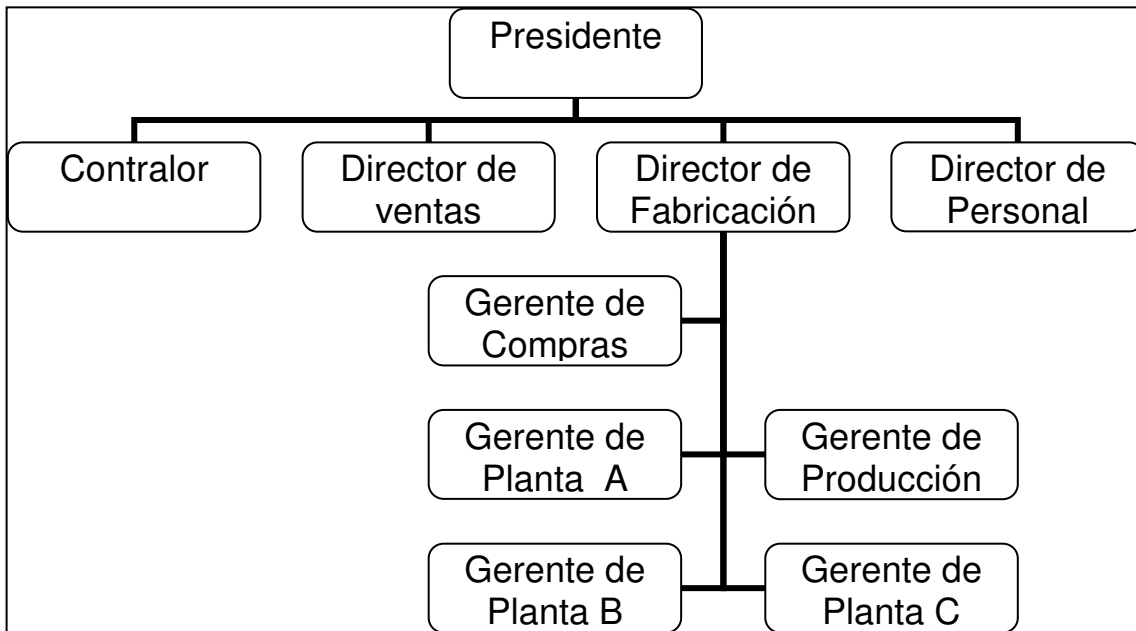 Presidente
Contralor
Director de
ventas
Director de
Fabricación
Director de
Personal
Gerente de
Compras
Gerente de
Planta  A
Gerente de
Producción
Gerente de
Planta B
Gerente de
Planta C